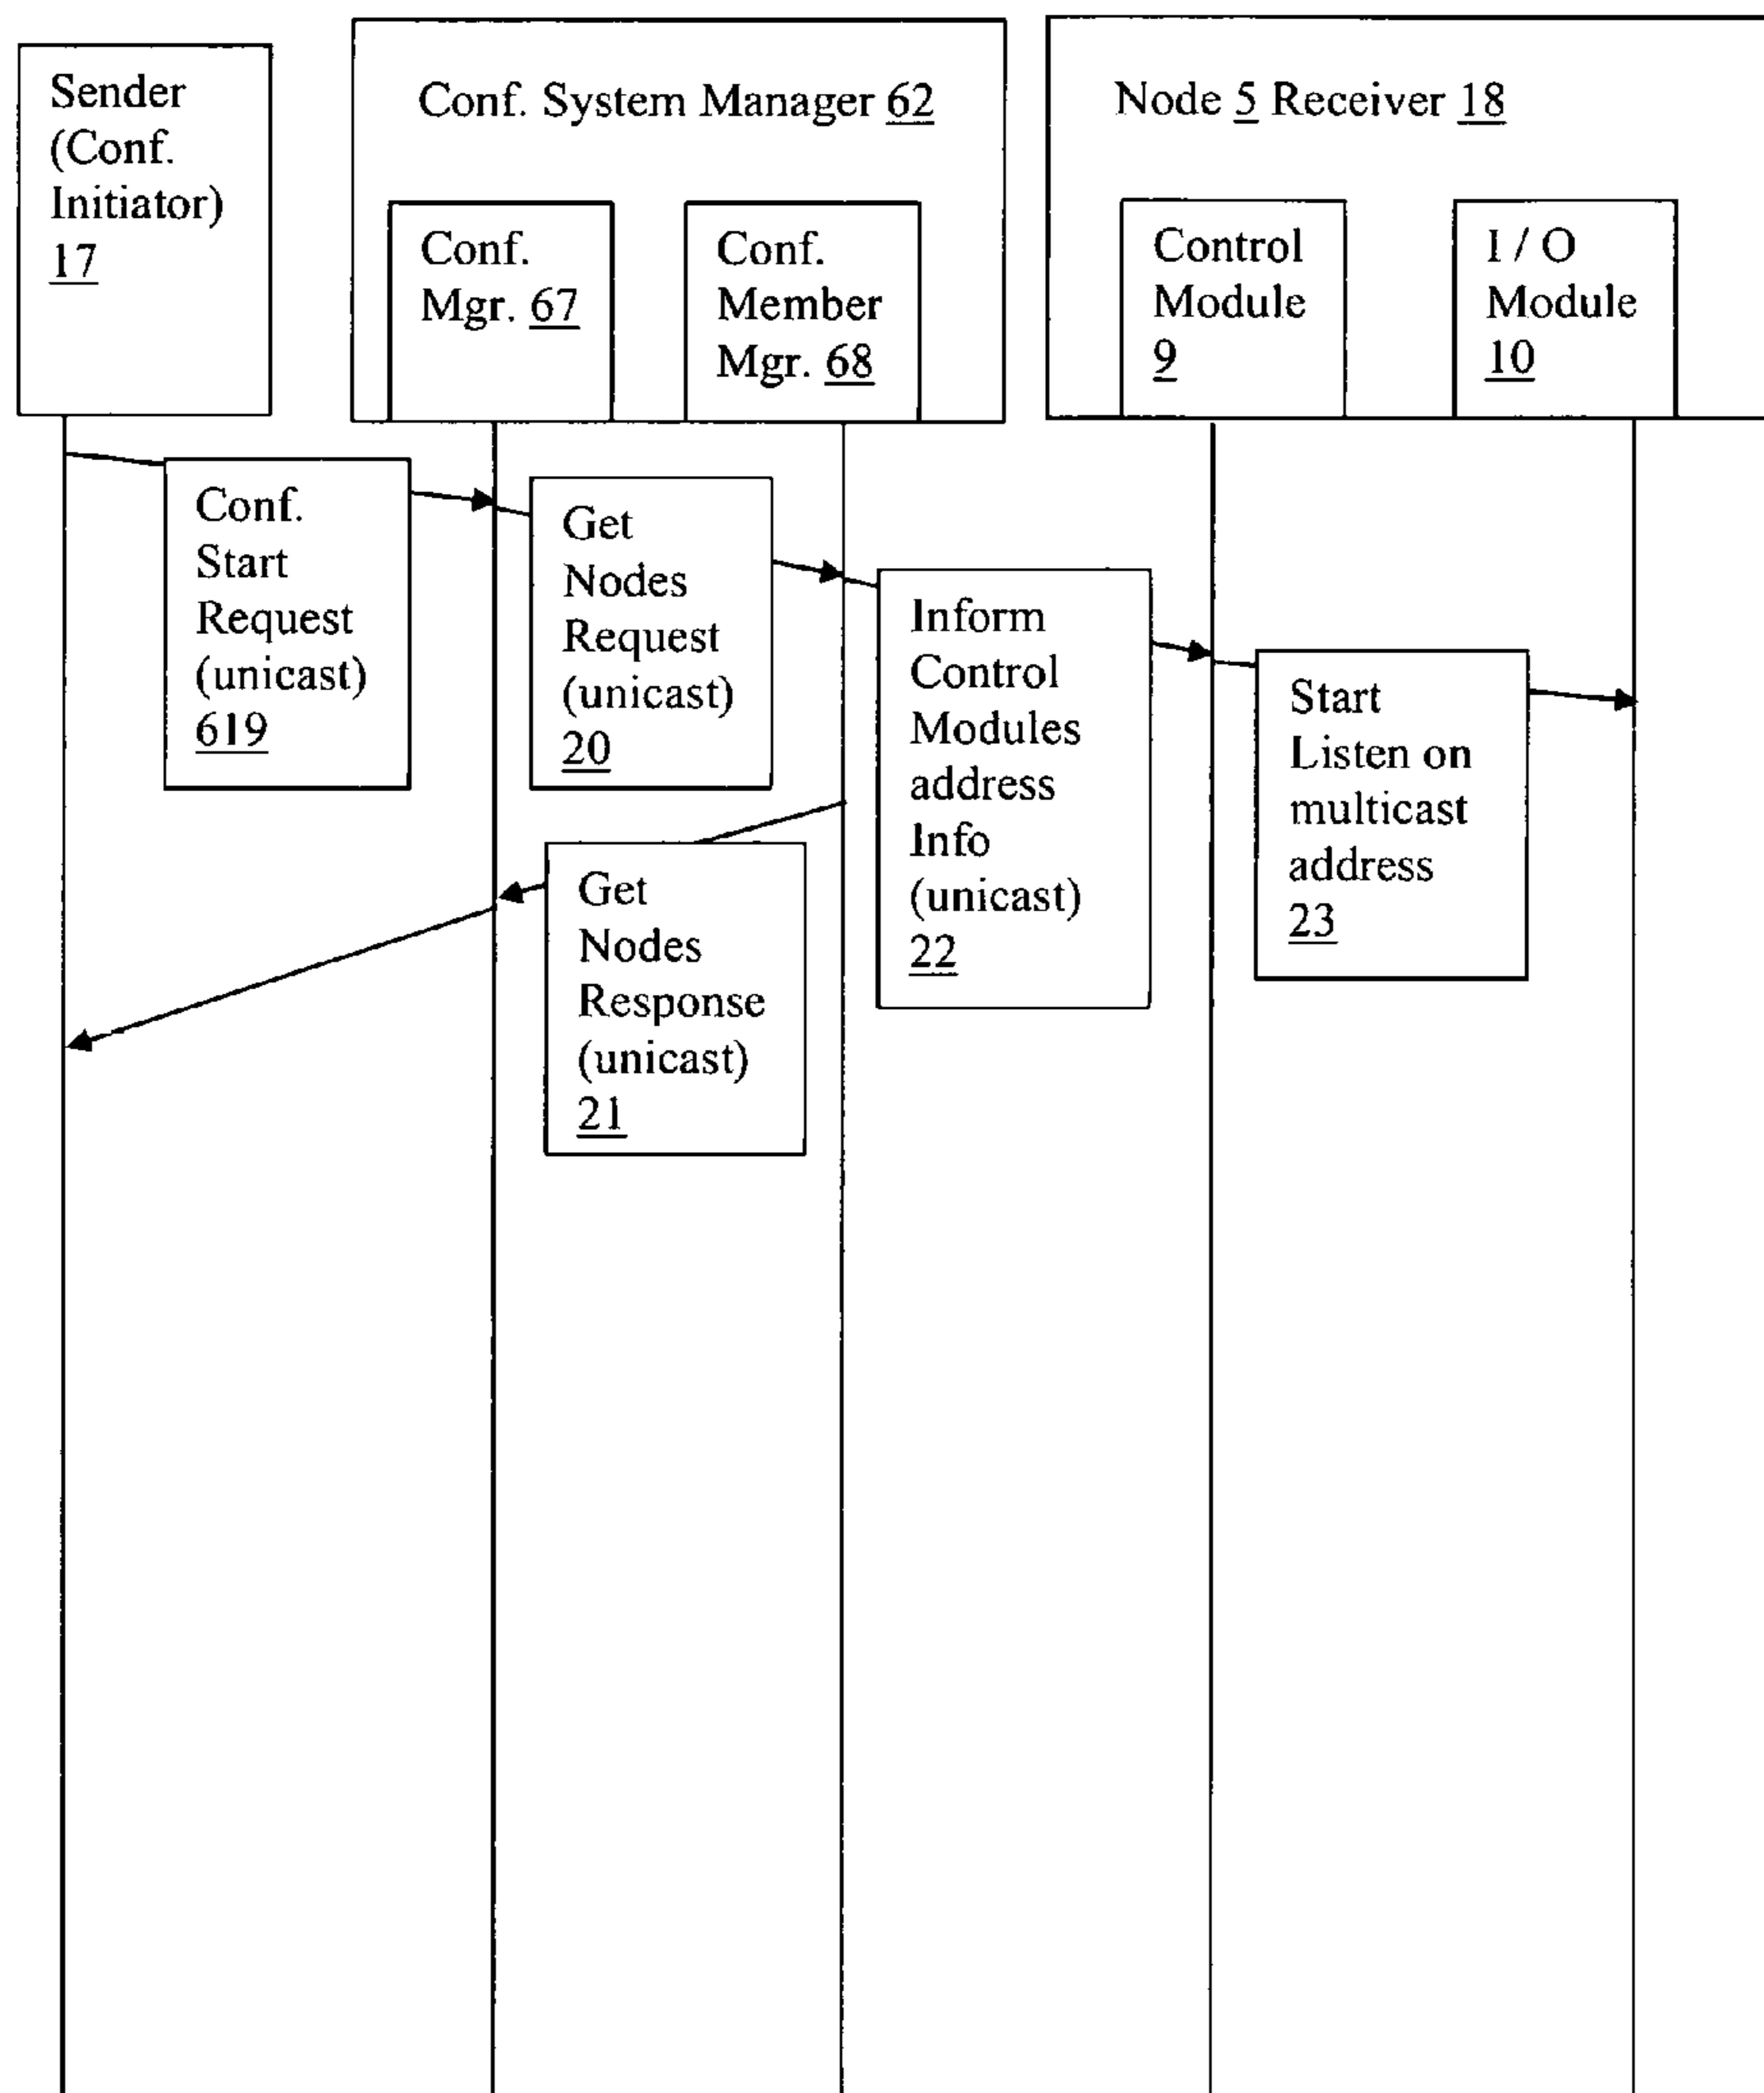 Sender
(Conf.
Initiator)
17
Conf. System Manager 62
Conf.
Mgr. 67
Conf.
Member
Mgr. 68
Node 5 Receiver 18
Control
Module
9
I / O
Module
10
Conf.
Start
Request
(unicast)
619
Get
Nodes
Request
(unicast)
20
Inform
Control
Modules
address
Info
(unicast)
22
Start
Listen on
multicast
address
23
Get
Nodes
Response
(unicast)
21